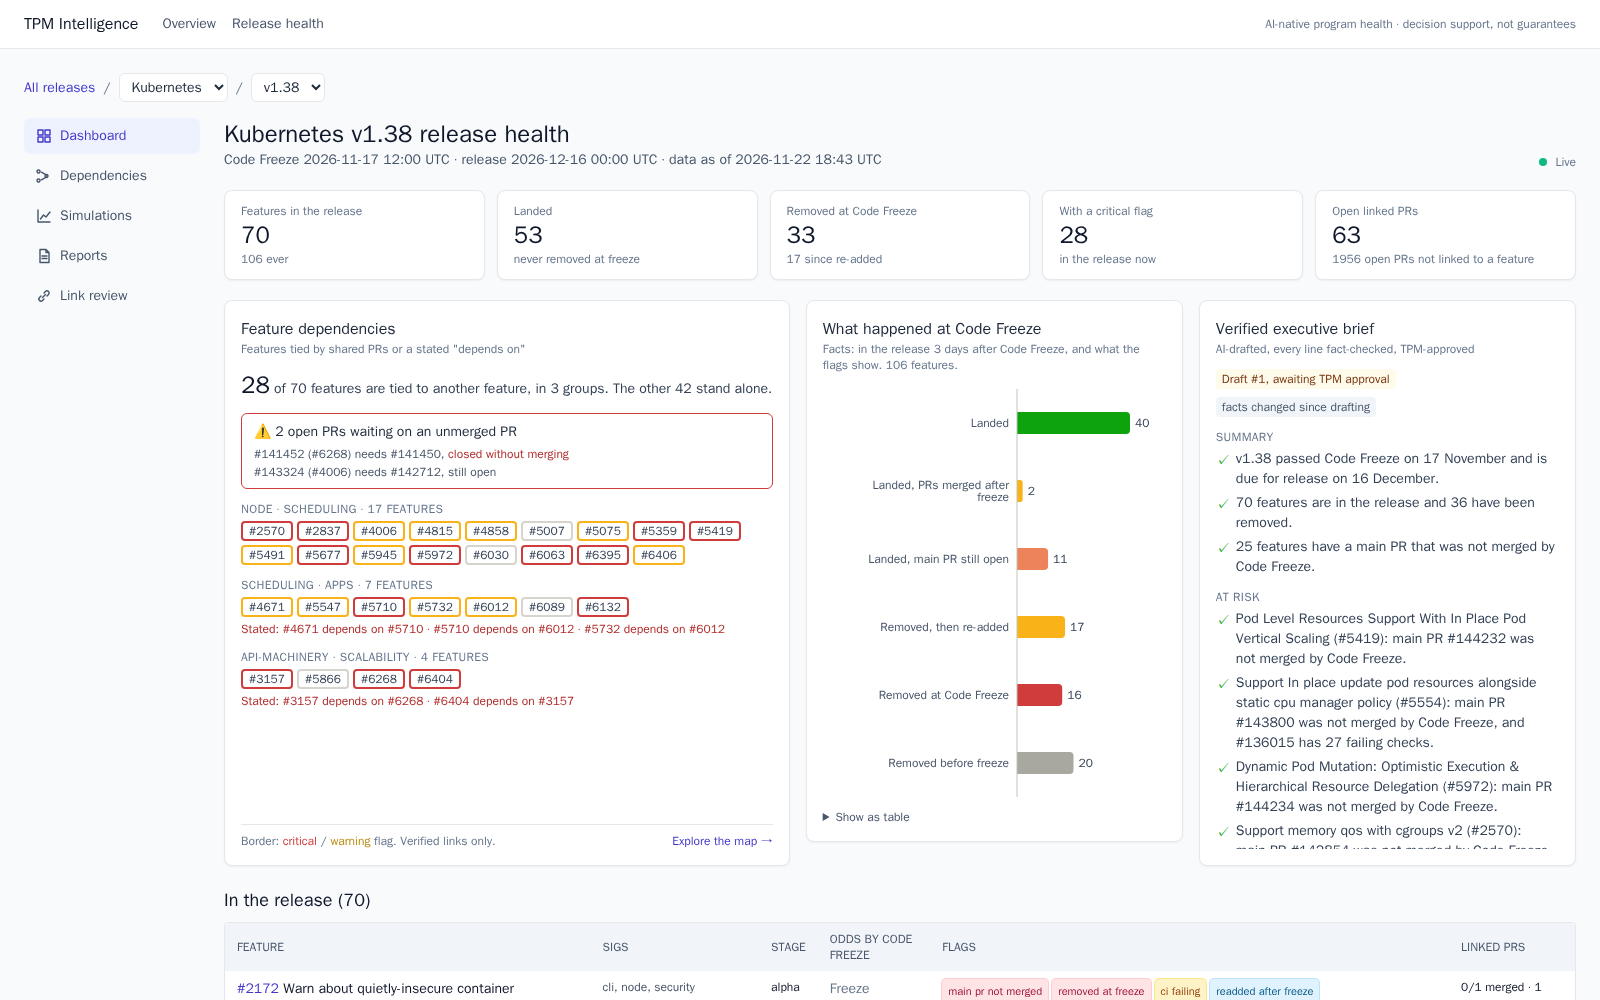 TPM Intelligence Overview Release health AI-native program health · decision support, not guarantees
All releases / Kubernetes / v1.38
Dashboard
Dependencies
Simulations
Reports
Link review
Kubernetes v1.38 release health
Code Freeze 2026-11-17 12:00 UTC · release 2026-12-16 00:00 UTC · data as of 2026-11-22 18:43 UTC
Live
Features in the release
70
106 ever
Landed
53
never removed at freeze
Removed at Code Freeze
33
17 since re-added
With a critical flag
28
in the release now
Open linked PRs
63
1956 open PRs not linked to a feature
Feature dependencies
Features tied by shared PRs or a stated "depends on"
28 of 70 features are tied to another feature, in 3 groups. The other 42 stand alone.
⚠️ 2 open PRs waiting on an unmerged PR
#141452 (#6268) needs #141450, closed without merging
#143324 (#4006) needs #142712, still open
NODE · SCHEDULING · 17 FEATURES
#2570 #2837 #4006 #4815 #4858 #5007 #5075 #5359 #5419
#5491 #5677 #5945 #5972 #6030 #6063 #6395 #6406
SCHEDULING · APPS · 7 FEATURES
#4671 #5547 #5710 #5732 #6012 #6089 #6132
Stated: #4671 depends on #5710 · #5710 depends on #6012 · #5732 depends on #6012
API-MACHINERY · SCALABILITY · 4 FEATURES
#3157 #5866 #6268 #6404
Stated: #3157 depends on #6268 · #6404 depends on #3157
Border: critical / warning flag. Verified links only.
Explore the map →
What happened at Code Freeze
Facts: in the release 3 days after Code Freeze, and what the
flags show. 106 features.
Landed 40
Landed, PRs merged after
freeze 2
Landed, main PR still open 11
Removed, then re-added 17
Removed at Code Freeze 16
Removed before freeze 20
▶ Show as table
Verified executive brief
AI-drafted, every line fact-checked, TPM-approved
Draft #1, awaiting TPM approval
facts changed since drafting
SUMMARY
✓ v1.38 passed Code Freeze on 17 November and is
due for release on 16 December.
✓ 70 features are in the release and 36 have been
removed.
✓ 25 features have a main PR that was not merged by
Code Freeze.
AT RISK
✓ Pod Level Resources Support With In Place Pod
Vertical Scaling (#5419): main PR #144232 was
not merged by Code Freeze.
✓ Support In place update pod resources alongside
static cpu manager policy (#5554): main PR
#143800 was not merged by Code Freeze, and
#136015 has 27 failing checks.
✓ Dynamic Pod Mutation: Optimistic Execution &
Hierarchical Resource Delegation (#5972): main PR
#144234 was not merged by Code Freeze.
✓ Support memory qos with cgroups v2 (#2570):
main PR #142854 was not merged by Code Freeze.
In the release (70)
FEATURE SIGS STAGE ODDS BY CODE
FREEZE FLAGS LINKED PRS
#2172 Warn about quietly-insecure container cli, node, security alpha Freeze main pr not merged removed at freeze ci failing readded after freeze 0/1 merged · 1